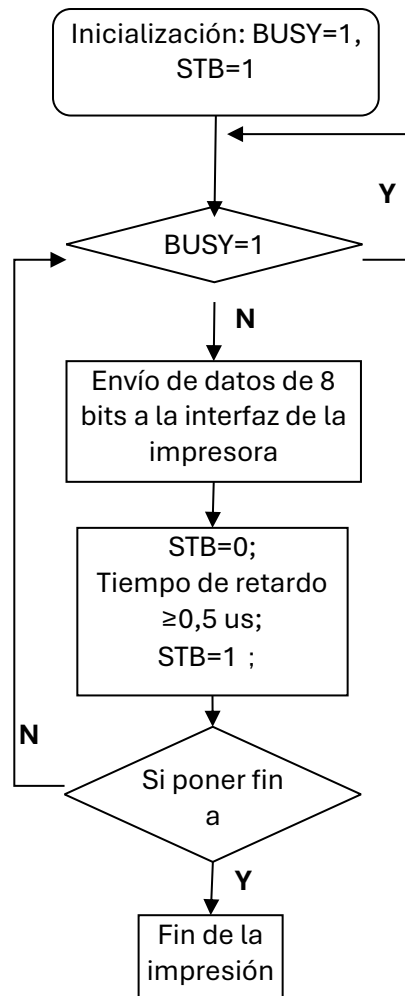 Inicialización: BUSY=1,
STB=1
Y
BUSY=1
N
Envío de datos de 8
bits a la interfaz de la
impresora
STB=0;
Tiempo de retardo
≥0,5 us;
STB=1 ;
N
Si poner fin
a
Y
Fin de la
impresión